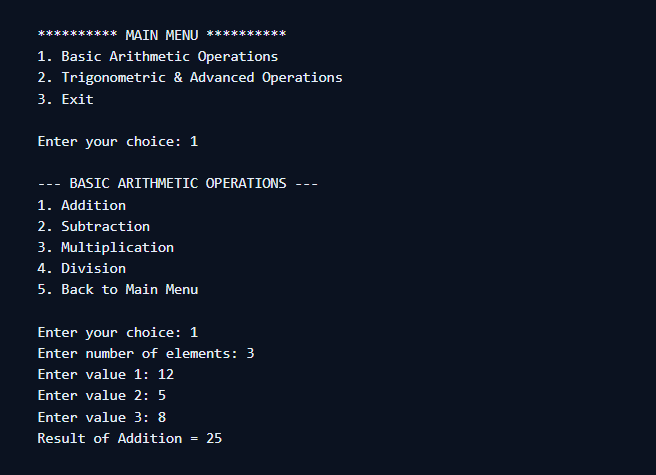 ********** MAIN MENU **********
1. Basic Arithmetic Operations
2. Trigonometric & Advanced Operations
3. Exit
Enter your choice: 1
--- BASIC ARITHMETIC OPERATIONS ---
1. Addition
2. Subtraction
3. Multiplication
4. Division
5. Back to Main Menu
Enter your choice: 1
Enter number of elements: 3
Enter value 1: 12
Enter value 2: 5
Enter value 3: 8
Result of Addition = 25